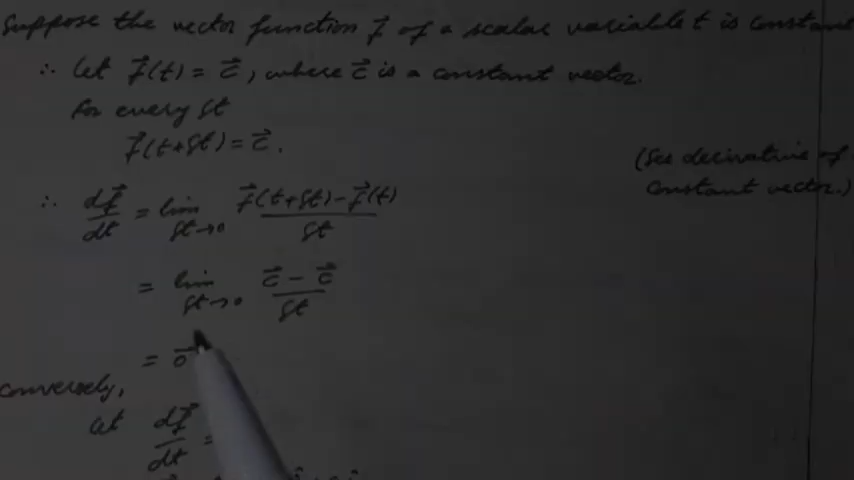 Suppose the vector function f⃗ of a scalar variable t is constant
∴ Let f⃗(t) = c⃗, where c⃗ is a constant vector.
For every δt
f⃗(t+δt) = c⃗.
(See derivative of
constant vector.)
∴ df⃗/dt = lim δt→0 (f⃗(t+δt) − f⃗(t))/δt
= lim δt→0 (c⃗ − c⃗)/δt
= 0⃗
conversely,
Let df⃗/dt =